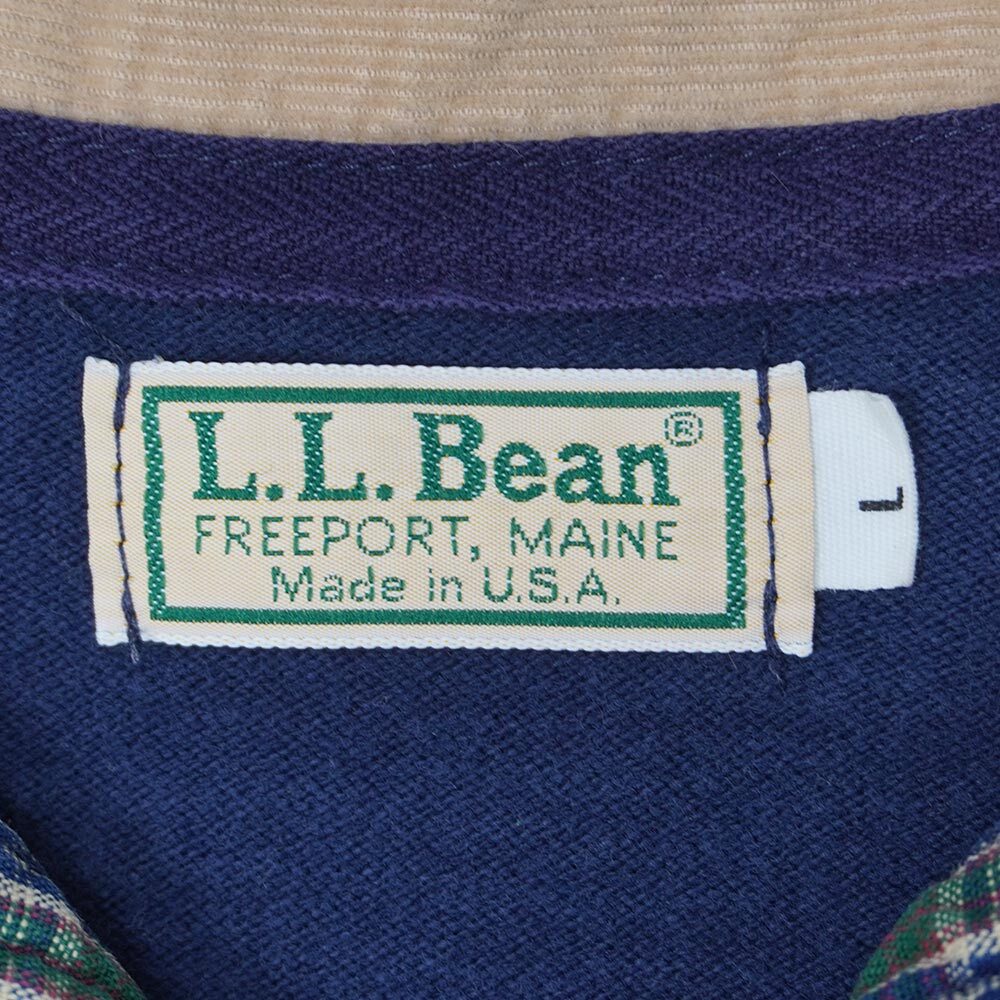 L.L.Bean®
FREEPORT, MAINE
Made in U.S.A.
L